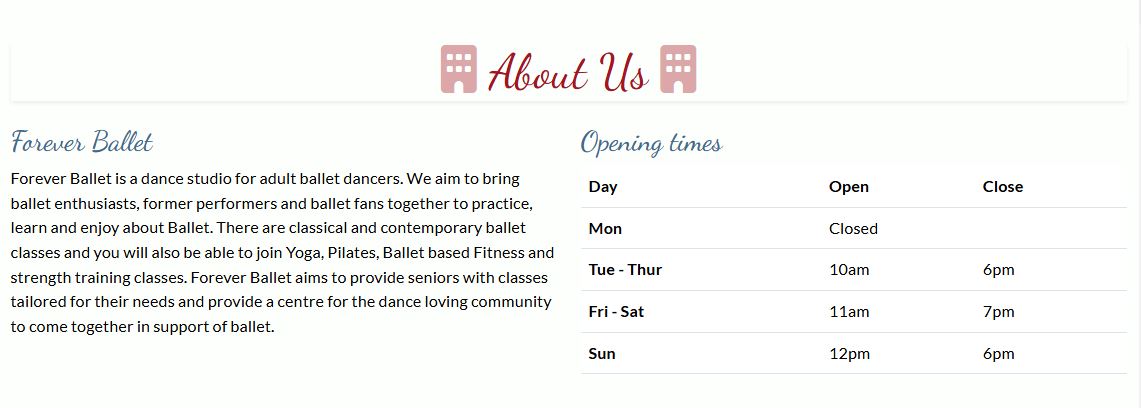 About Us
Forever Ballet
Forever Ballet is a dance studio for adult ballet dancers. We aim to bring
ballet enthusiasts, former performers and ballet fans together to practice,
learn and enjoy about Ballet. There are classical and contemporary ballet
classes and you will also be able to join Yoga, Pilates, Ballet based Fitness and
strength training classes. Forever Ballet aims to provide seniors with classes
tailored for their needs and provide a centre for the dance loving community
to come together in support of ballet.
Opening times
Day Open Close
Mon Closed
Tue - Thur 10am 6pm
Fri - Sat 11am 7pm
Sun 12pm 6pm